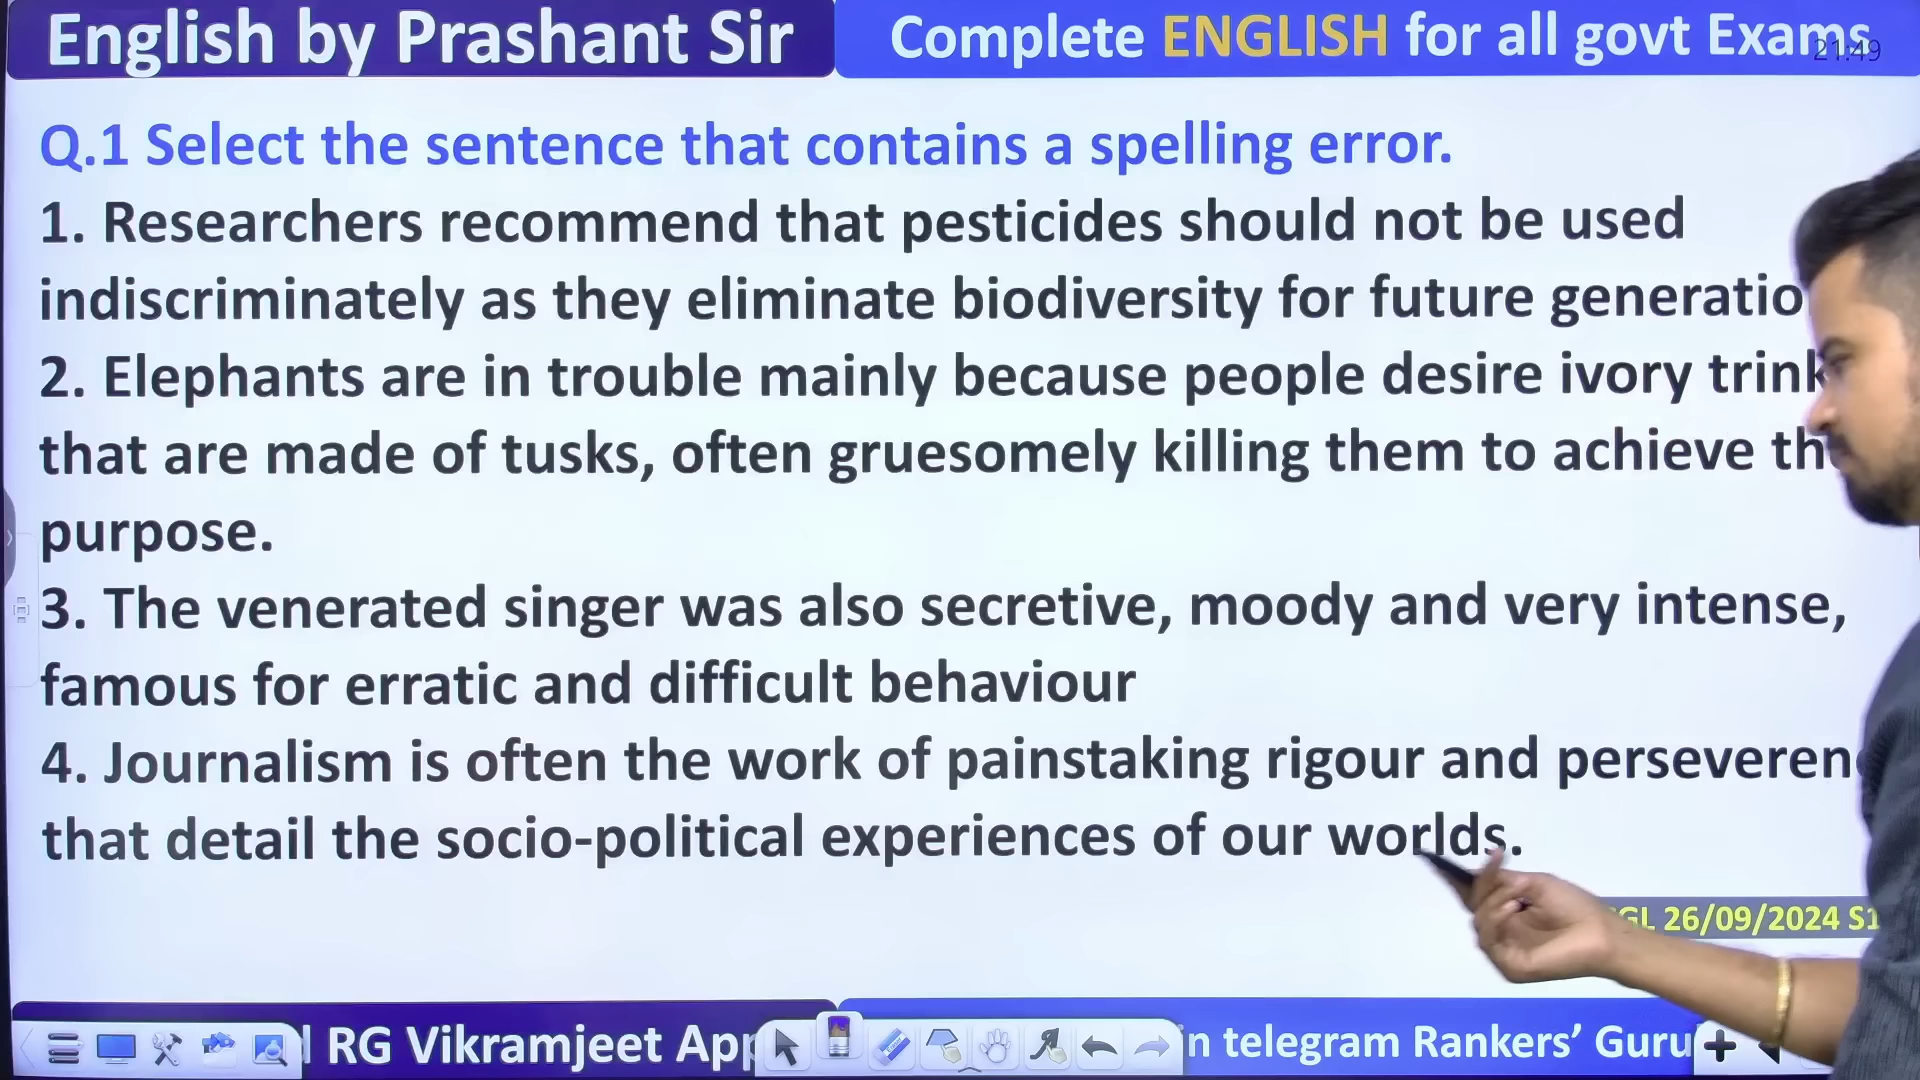 English by Prashant Sir
Complete ENGLISH for all govt Exams
21:49
Q.1 Select the sentence that contains a spelling error.
1. Researchers recommend that pesticides should not be used
indiscriminately as they eliminate biodiversity for future
2. Elephants are in trouble mainly because people desire ivory
that are made of tusks, often gruesomely killing them to achieve
purpose.
3. The venerated singer was also secretive, moody and very intense,
famous for erratic and difficult behaviour
4. Journalism is often the work of painstaking rigour and
that detail the socio-political experiences of our worlds.
26/09/2024 S1
RG Vikramjeet App
in telegram Rankers’ Guru